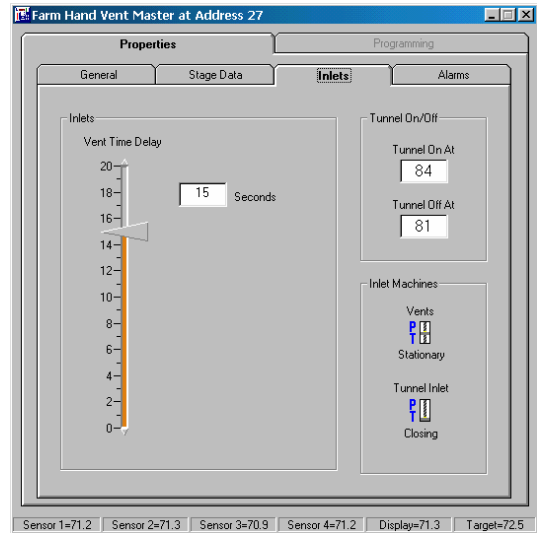 Farm Hand Vent Master at Address 27
Properties
Programming
General
Stage Data
Inlets
Alarms
Inlets
Vent Time Delay
20
18
16
14
12
10
8
6
4
2
0
15 Seconds
Tunnel On/Off
Tunnel On At
84
Tunnel Off At
81
Inlet Machines
Vents
P
T
Stationary
Tunnel Inlet
P
T
Closing
Sensor 1=71.2 Sensor 2=71.3 Sensor 3=70.9 Sensor 4=71.2 Display=71.3 Target=72.5